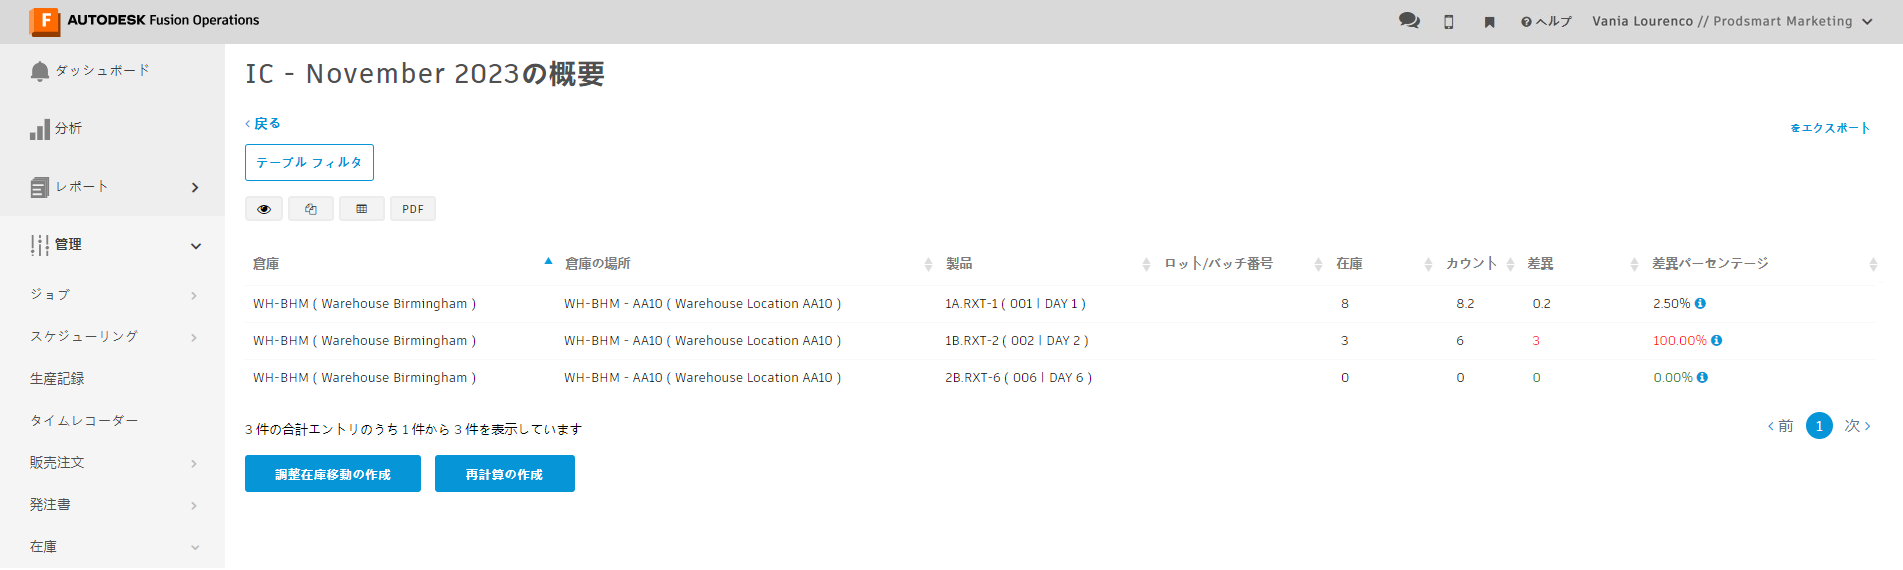 AUTODESK Fusion Operations
ヘルプ
Vania Lourenco // Prodsmart Marketing
ダッシュボード
分析
レポート
管理
ジョブ
スケジューリング
生産記録
タイムレコーダー
販売注文
発注書
在庫
IC - November 2023の概要
戻る
をエクスポート
テーブル フィルタ
PDF
倉庫 倉庫の場所 製品 ロット/バッチ番号 在庫 カウント 差異 差異パーセンテージ
WH-BHM ( Warehouse Birmingham ) WH-BHM - AA10 ( Warehouse Location AA10 ) 1A.RXT-1 ( 001 | DAY 1 ) 8 8.2 0.2 2.50%
WH-BHM ( Warehouse Birmingham ) WH-BHM - AA10 ( Warehouse Location AA10 ) 1B.RXT-2 ( 002 | DAY 2 ) 3 6 3 100.00%
WH-BHM ( Warehouse Birmingham ) WH-BHM - AA10 ( Warehouse Location AA10 ) 2B.RXT-6 ( 006 | DAY 6 ) 0 0 0 0.00%
3 件の合計エントリのうち 1 件から 3 件を表示しています
前 1 次
調整在庫移動の作成 再計算の作成